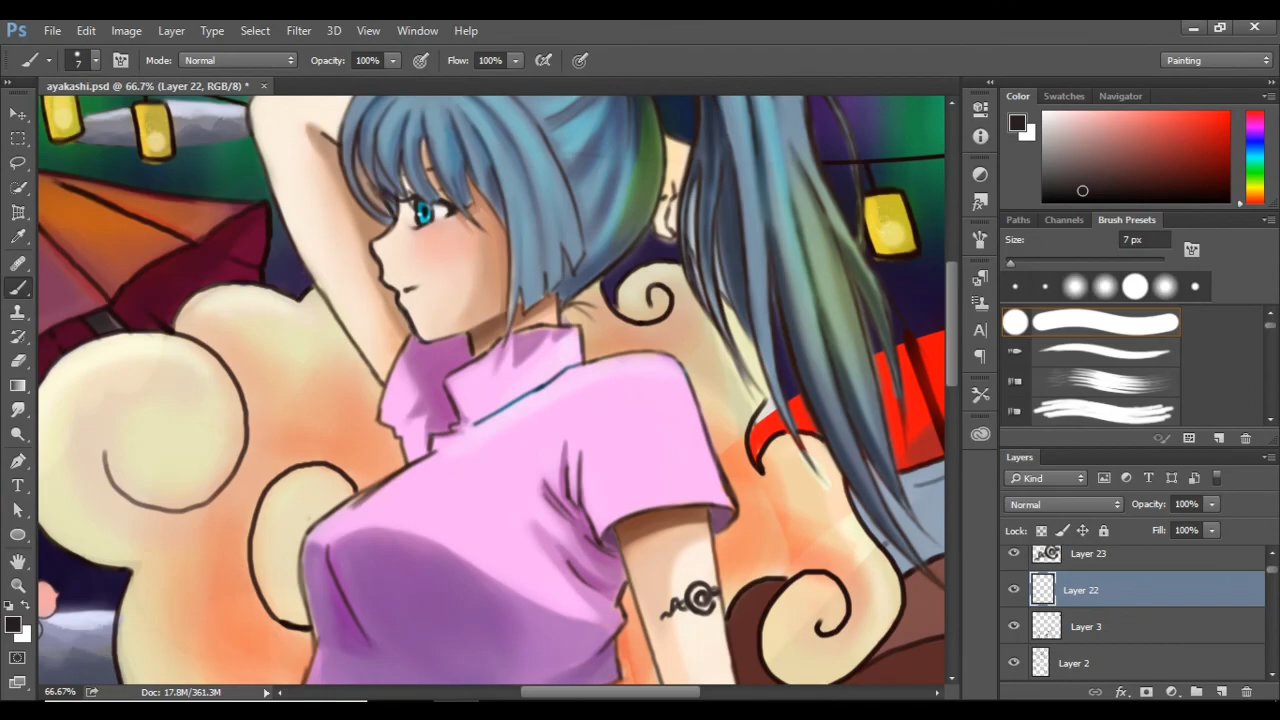 Ps File Edit Image Layer Type Select Filter 3D View Window Help
7 Mode: Normal Opacity: 100% Flow: 100% Painting
ayakashi.psd @ 66.7% (Layer 22, RGB/8) * ×
Color Swatches Navigator
Paths Channels Brush Presets
Size: 7 px
Layers
Kind
Normal Opacity: 100%
Lock: Fill: 100%
Layer 23
Layer 22
Layer 3
Layer 2
66.67% Doc: 17.8M/361.3M